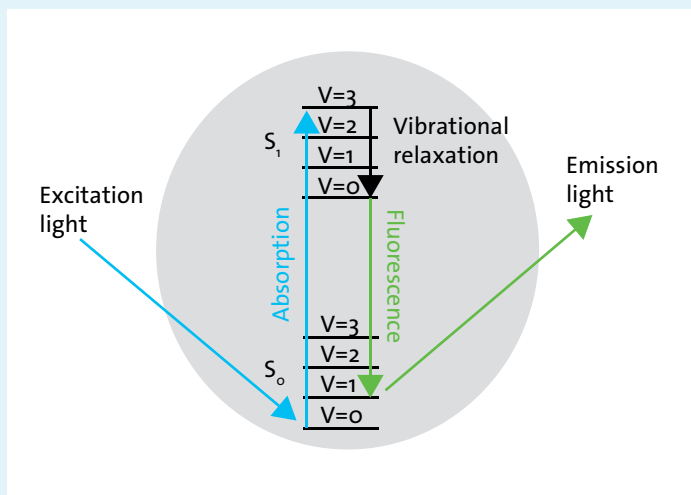 V=3
V=2
S₁
V=1
V=0
Vibrational
relaxation
Emission
light
Excitation
light
Absorption
Fluorescence
V=3
V=2
S₀
V=1
V=0